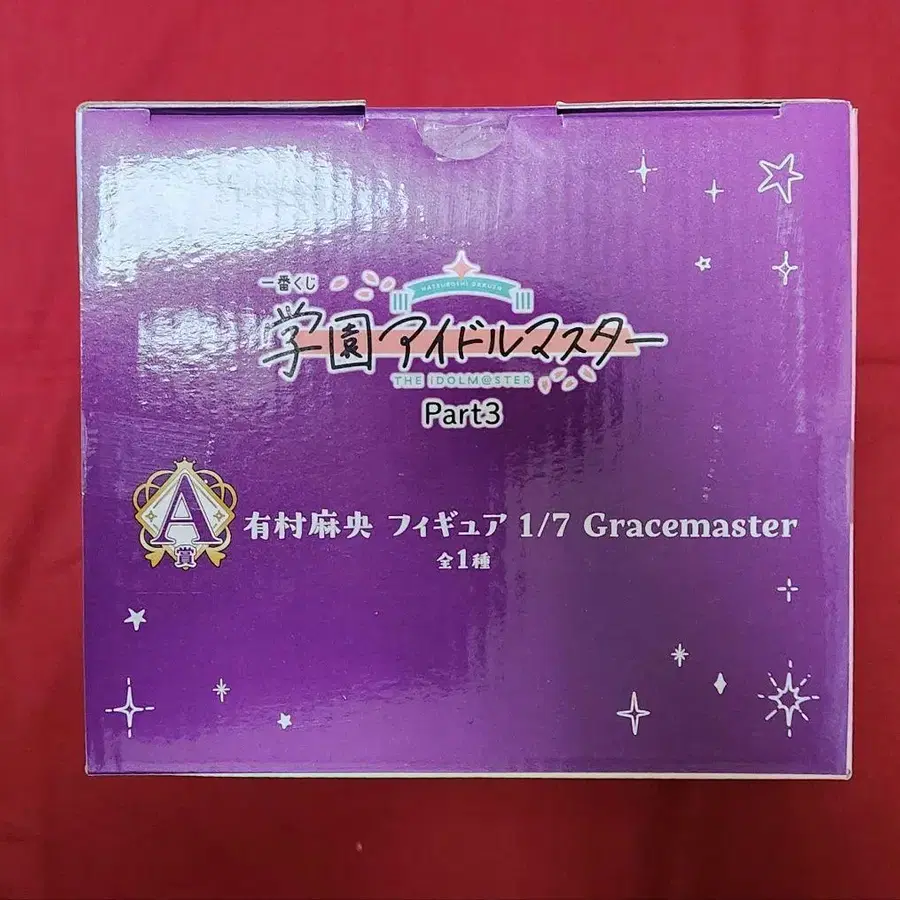 一番くじ
HATSUBOSHI GAKUEN
学園アイドルマスター
THE IDOLM@STER
Part3
A賞
有村麻央 フィギュア 1/7 Gracemaster
全1種